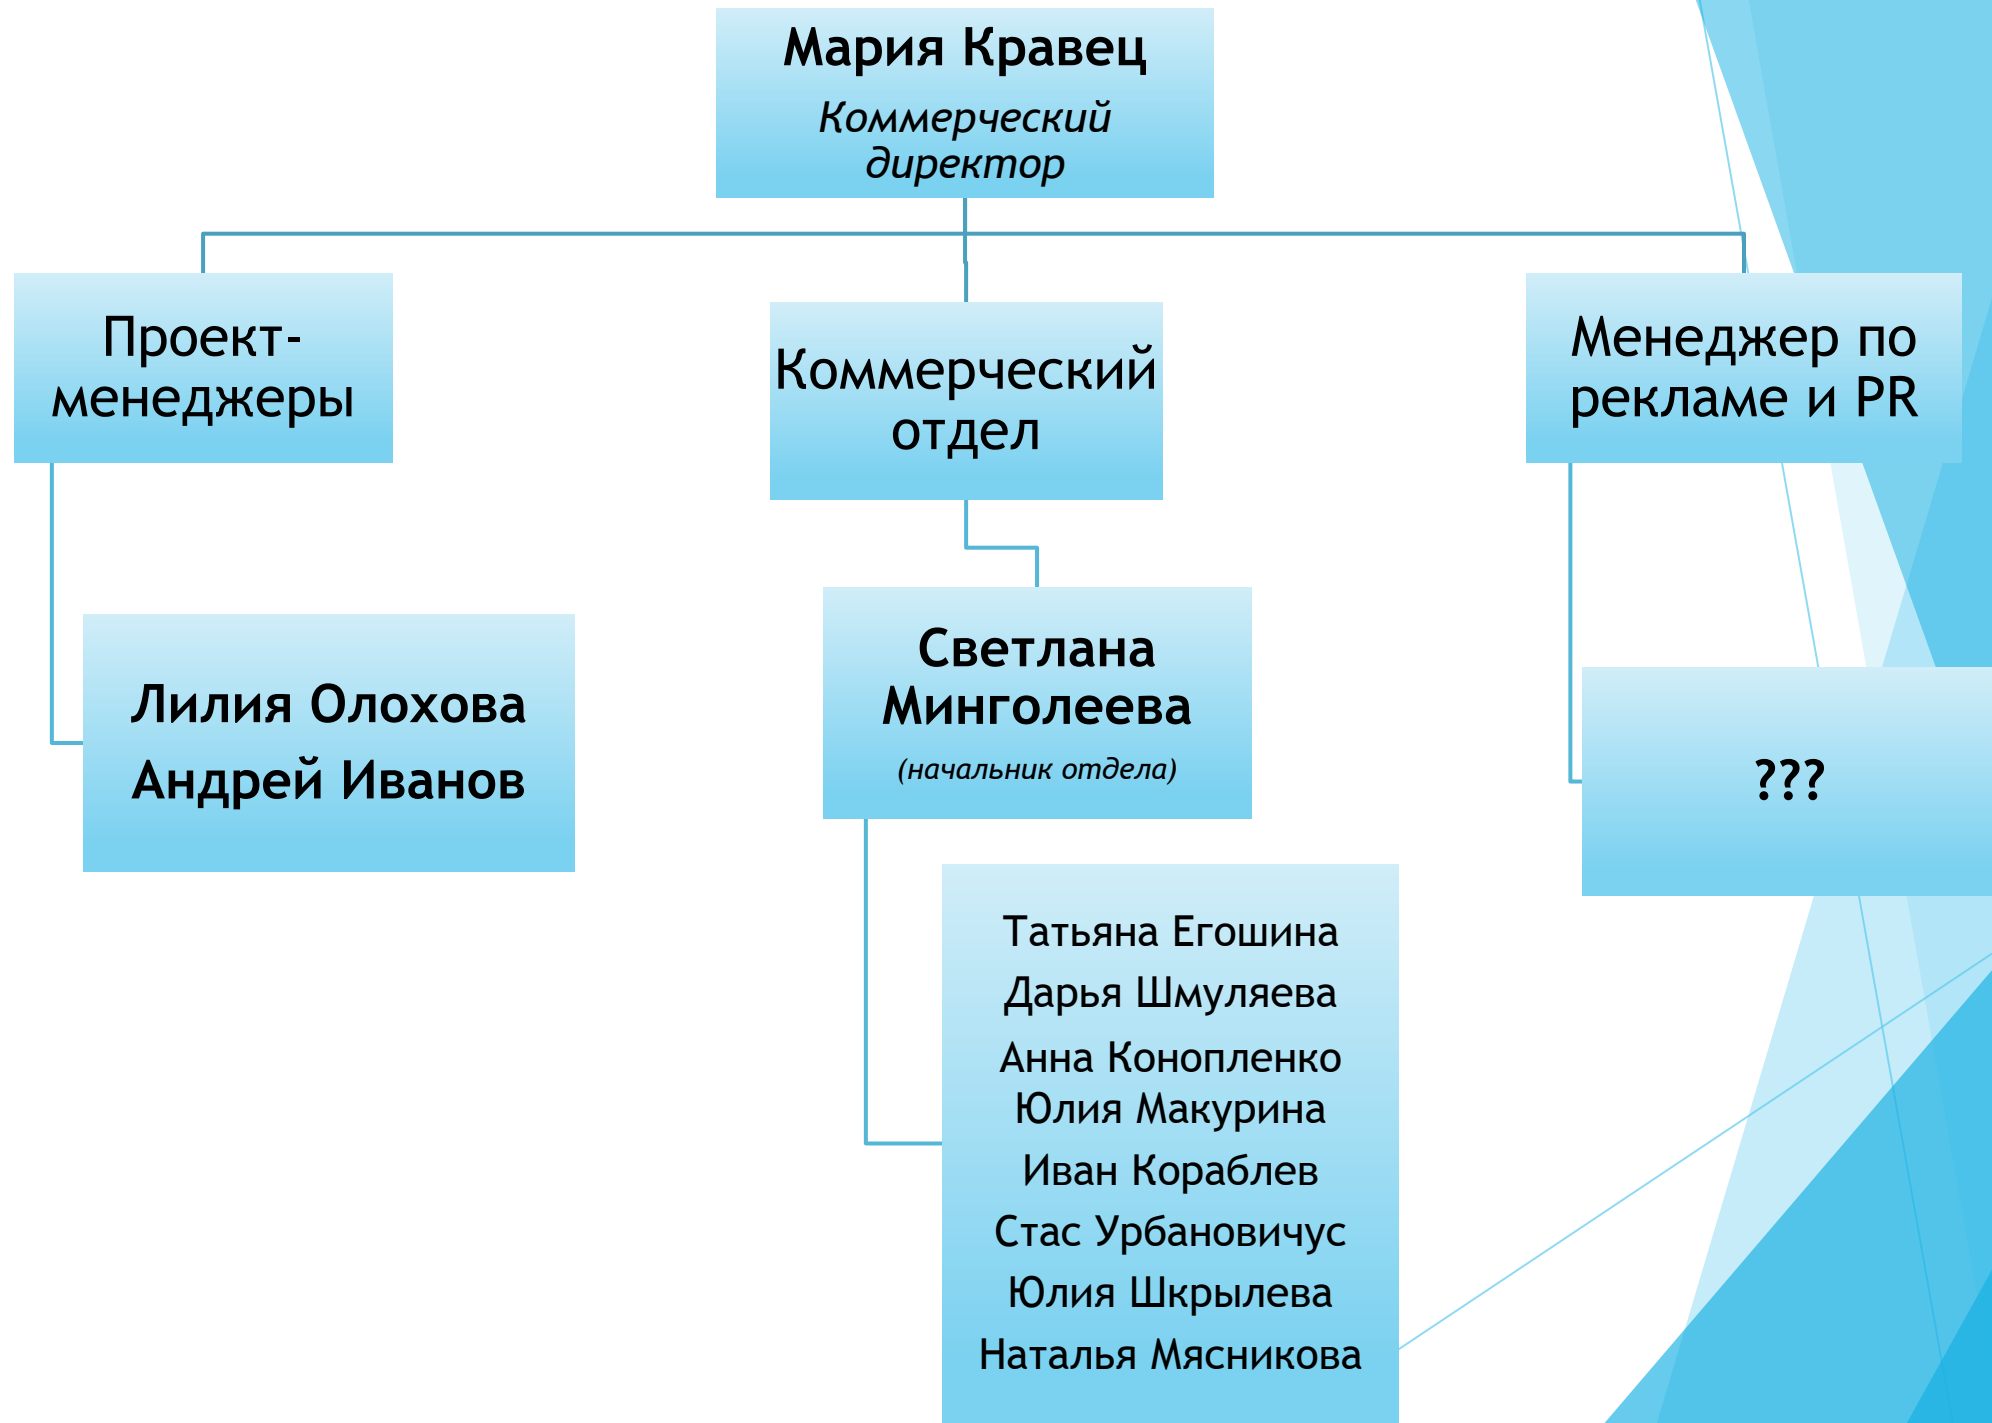 Мария Кравец
Коммерческий
директор
Проект-
менеджеры
Коммерческий
отдел
Менеджер по
рекламе и PR
Лилия Олохова
Андрей Иванов
Светлана
Минголеева
(начальник отдела)
???
Татьяна Егошина
Дарья Шмуляева
Анна Конопленко
Юлия Макурина
Иван Кораблев
Стас Урбановичус
Юлия Шкрылева
Наталья Мясникова